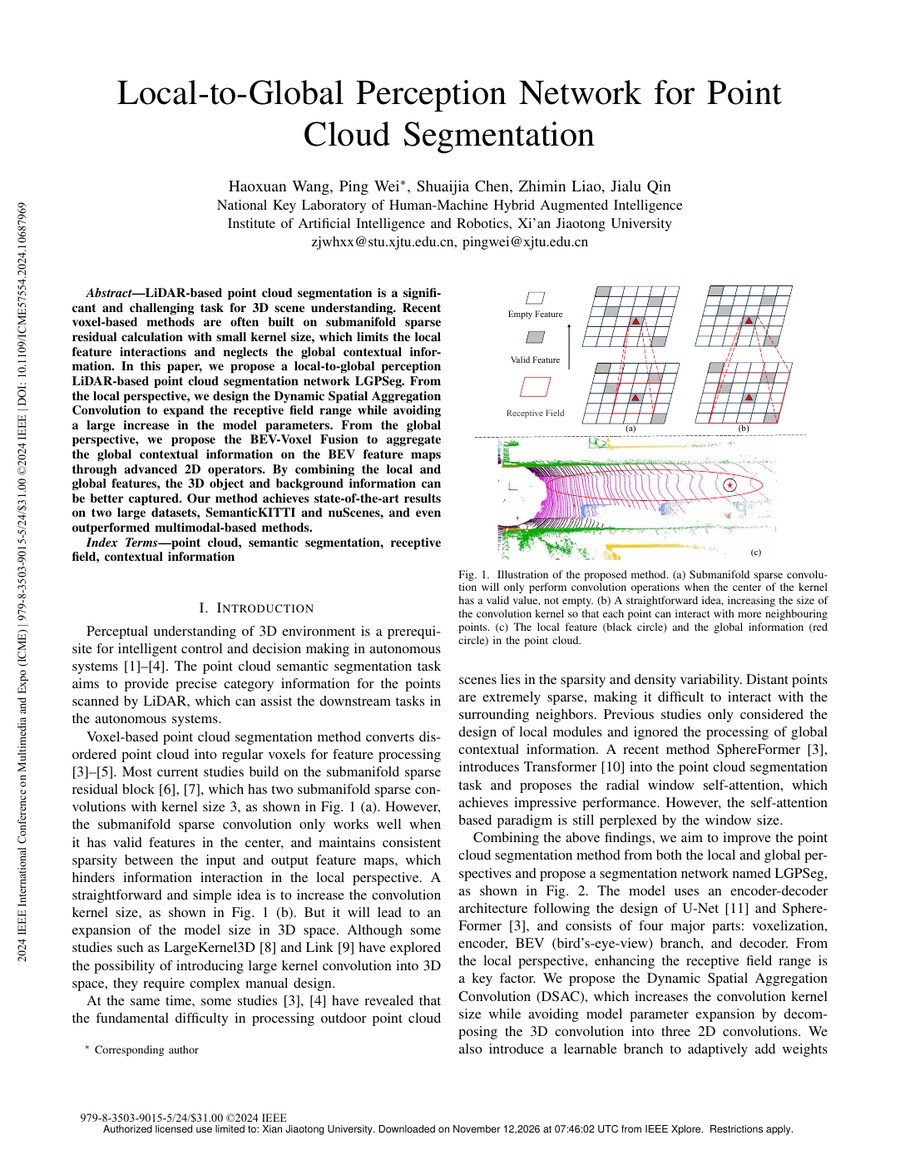 Local-to-Global Perception Network for Point
Cloud Segmentation
Haoxuan Wang, Ping Wei*, Shuaijia Chen, Zhimin Liao, Jialu Qin
National Key Laboratory of Human-Machine Hybrid Augmented Intelligence
Institute of Artificial Intelligence and Robotics, Xi'an Jiaotong University
zjwhxx@stu.xjtu.edu.cn, pingwei@xjtu.edu.cn
2024 IEEE International Conference on Multimedia and Expo (ICME) | 979-8-3503-9015-5/24/$31.00 ©2024 IEEE | DOI: 10.1109/ICME57554.2024.10687969
Abstract—LiDAR-based point cloud segmentation is a signifi-
cant and challenging task for 3D scene understanding. Recent
voxel-based methods are often built on submanifold sparse
residual calculation with small kernel size, which limits the local
feature interactions and neglects the global contextual infor-
mation. In this paper, we propose a local-to-global perception
LiDAR-based point cloud segmentation network LGPSeg. From
the local perspective, we design the Dynamic Spatial Aggregation
Convolution to expand the receptive field range while avoiding
a large increase in the model parameters. From the global
perspective, we propose the BEV-Voxel Fusion to aggregate
the global contextual information on the BEV feature maps
through advanced 2D operators. By combining the local and
global features, the 3D object and background information can
be better captured. Our method achieves state-of-the-art results
on two large datasets, SemanticKITTI and nuScenes, and even
outperformed multimodal-based methods.
Index Terms—point cloud, semantic segmentation, receptive
field, contextual information
I. INTRODUCTION
Perceptual understanding of 3D environment is a prerequi-
site for intelligent control and decision making in autonomous
systems [1]–[4]. The point cloud semantic segmentation task
aims to provide precise category information for the points
scanned by LiDAR, which can assist the downstream tasks in
the autonomous systems.
Voxel-based point cloud segmentation method converts dis-
ordered point cloud into regular voxels for feature processing
[3]–[5]. Most current studies build on the submanifold sparse
residual block [6], [7], which has two submanifold sparse con-
volutions with kernel size 3, as shown in Fig. 1 (a). However,
the submanifold sparse convolution only works well when
it has valid features in the center, and maintains consistent
sparsity between the input and output feature maps, which
hinders information interaction in the local perspective. A
straightforward and simple idea is to increase the convolution
kernel size, as shown in Fig. 1 (b). But it will lead to an
expansion of the model size in 3D space. Although some
studies such as LargeKernel3D [8] and Link [9] have explored
the possibility of introducing large kernel convolution into 3D
space, they require complex manual design.
At the same time, some studies [3], [4] have revealed that
the fundamental difficulty in processing outdoor point cloud
* Corresponding author
Empty Feature
Valid Feature
Receptive Field
(a)
(b)
(c)
Fig. 1. Illustration of the proposed method. (a) Submanifold sparse convolu-
tion will only perform convolution operations when the center of the kernel
has a valid value, not empty. (b) A straightforward idea, increasing the size of
the convolution kernel so that each point can interact with more neighbouring
points. (c) The local feature (black circle) and the global information (red
circle) in the point cloud.
scenes lies in the sparsity and density variability. Distant points
are extremely sparse, making it difficult to interact with the
surrounding neighbors. Previous studies only considered the
design of local modules and ignored the processing of global
contextual information. A recent method SphereFormer [3],
introduces Transformer [10] into the point cloud segmentation
task and proposes the radial window self-attention, which
achieves impressive performance. However, the self-attention
based paradigm is still perplexed by the window size.
Combining the above findings, we aim to improve the point
cloud segmentation method from both the local and global per-
spectives and propose a segmentation network named LGPSeg,
as shown in Fig. 2. The model uses an encoder-decoder
architecture following the design of U-Net [11] and Sphere-
Former [3], and consists of four major parts: voxelization,
encoder, BEV (bird's-eye-view) branch, and decoder. From
the local perspective, enhancing the receptive field range is
a key factor. We propose the Dynamic Spatial Aggregation
Convolution (DSAC), which increases the convolution kernel
size while avoiding model parameter expansion by decom-
posing the 3D convolution into three 2D convolutions. We
also introduce a learnable branch to adaptively add weights
979-8-3503-9015-5/24/$31.00 ©2024 IEEE
Authorized licensed use limited to: Xian Jiaotong University. Downloaded on November 12,2026 at 07:46:02 UTC from IEEE Xplore. Restrictions apply.